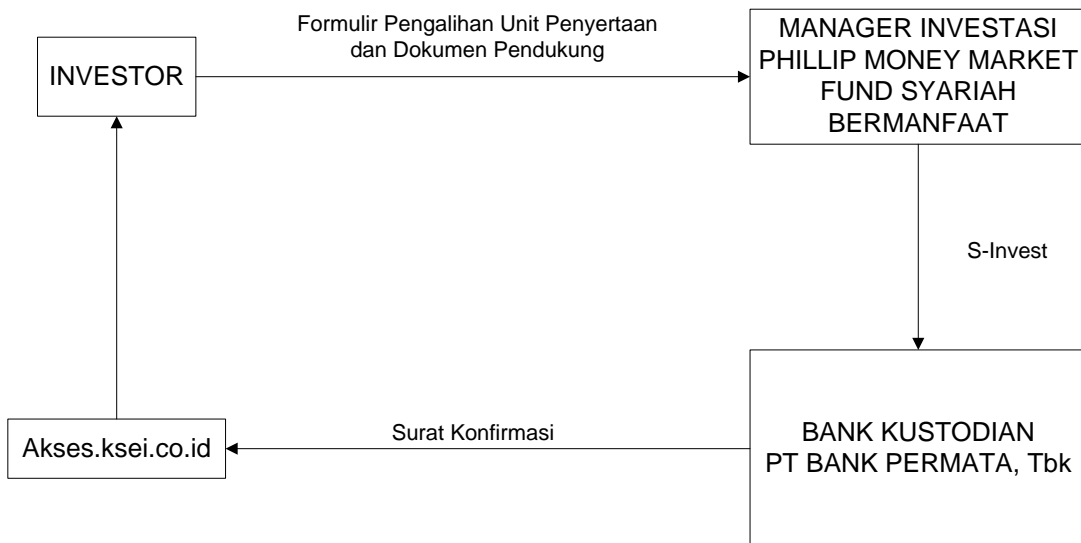 Formulir Pengalihan Unit Penyertaan
dan Dokumen Pendukung
INVESTOR
MANAGER INVESTASI
PHILLIP MONEY MARKET
FUND SYARIAH
BERMANFAAT
S-Invest
Akses.ksei.co.id
Surat Konfirmasi
BANK KUSTODIAN
PT BANK PERMATA, Tbk